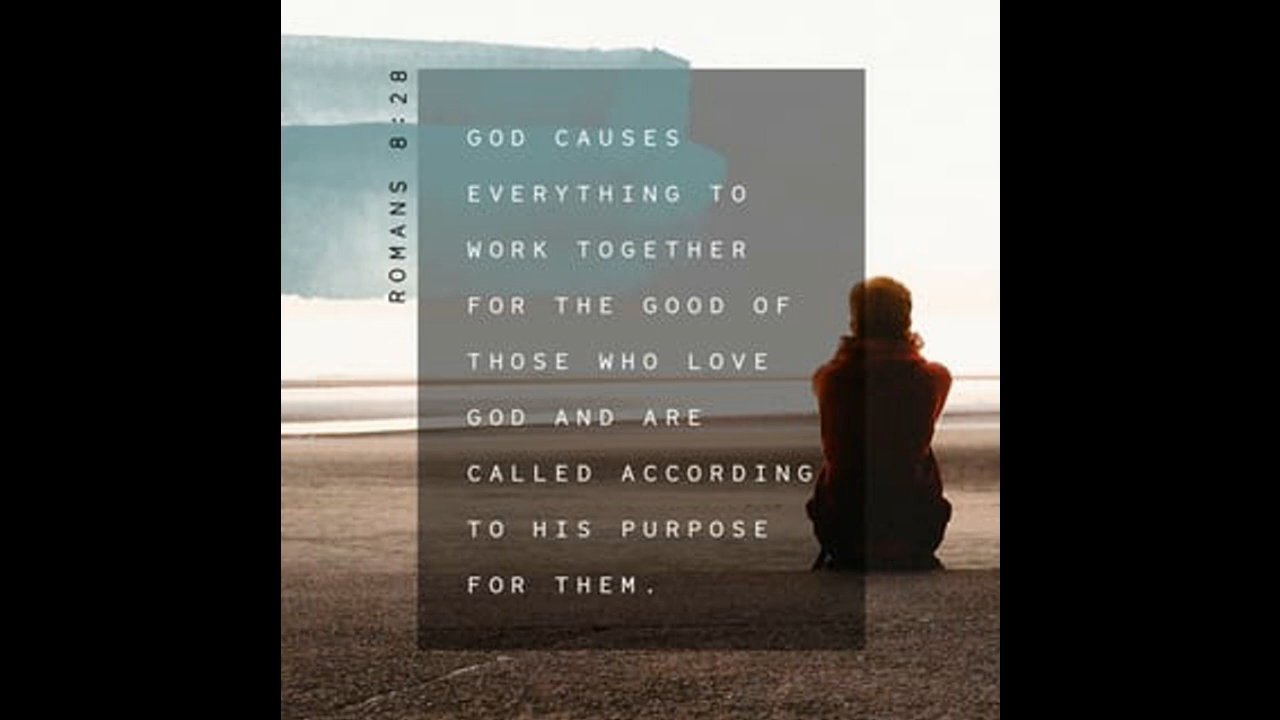 ROMANS 8:28
GOD CAUSES
EVERYTHING TO
WORK TOGETHER
FOR THE GOOD OF
THOSE WHO LOVE
GOD AND ARE
CALLED ACCORDING
TO HIS PURPOSE
FOR THEM.